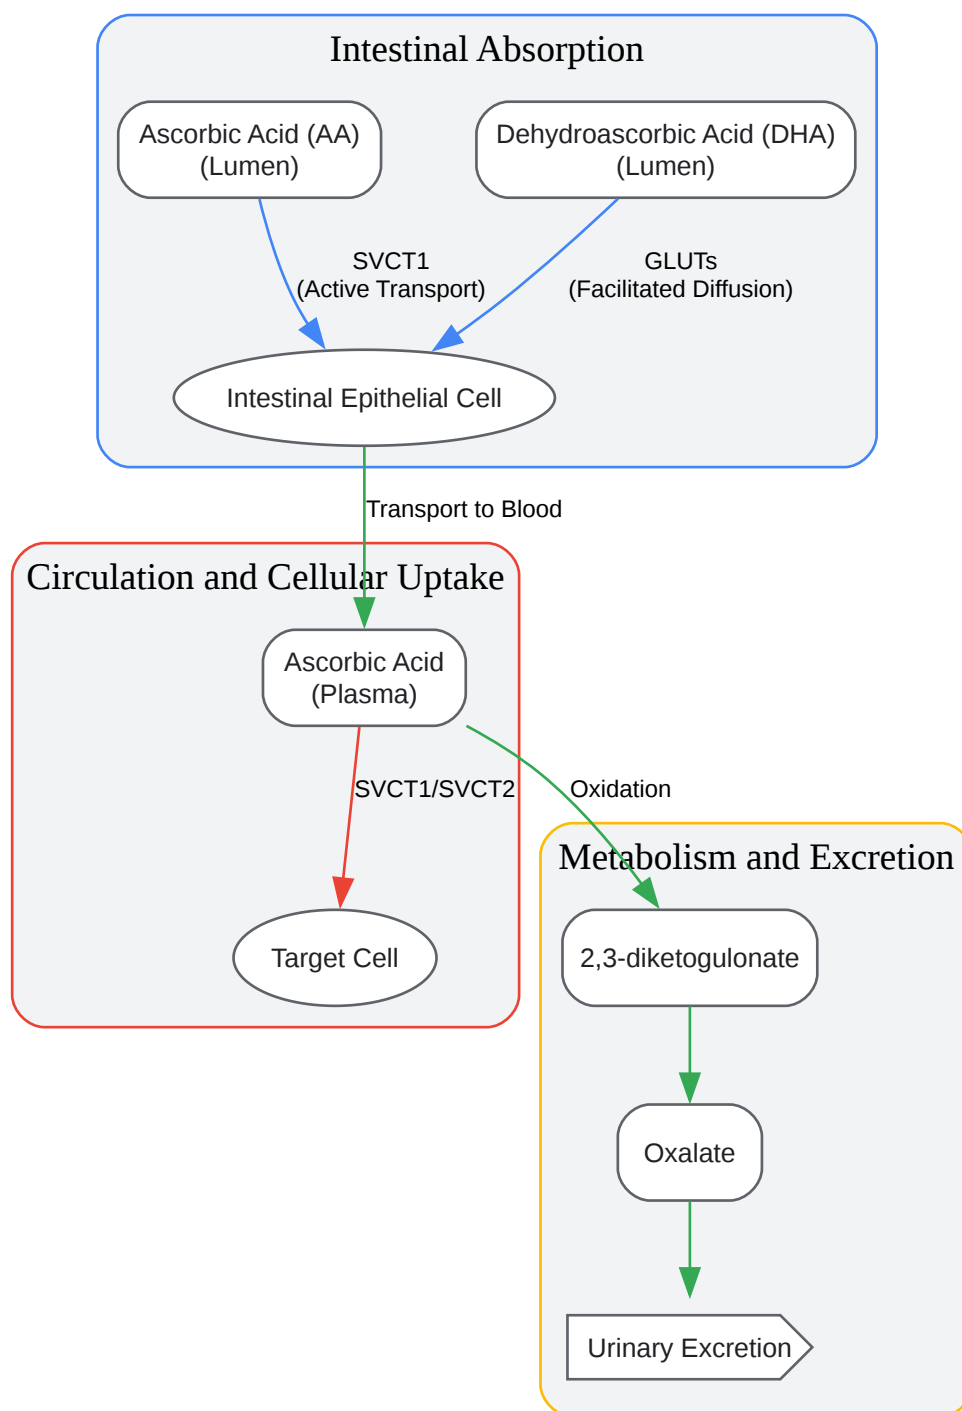 Intestinal Absorption
Ascorbic Acid (AA)
(Lumen)
Dehydroascorbic Acid (DHA)
(Lumen)
SVCT1
(Active Transport)
GLUTs
(Facilitated Diffusion)
Intestinal Epithelial Cell
Transport to Blood
Circulation and Cellular Uptake
Ascorbic Acid
(Plasma)
SVCT1/SVCT2
Oxidation
Target Cell
Metabolism and Excretion
2,3-diketogulonate
Oxalate
Urinary Excretion